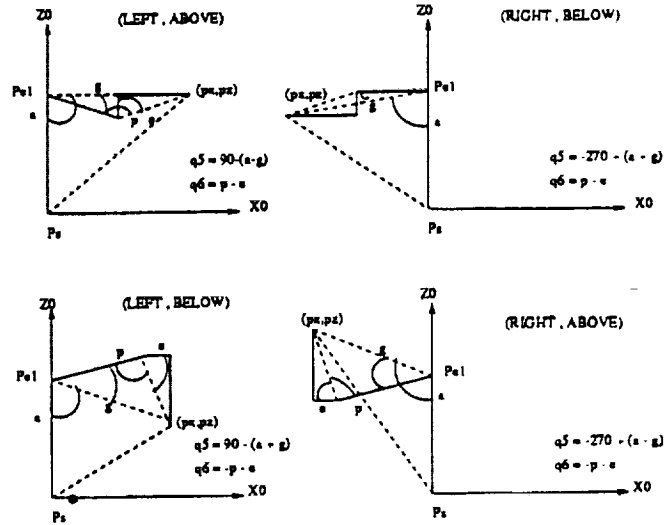 Z0
(LEFT , ABOVE)
Pe1
g
(px,pz)
a
p
g
q5 = 90-(a-g)
q6 = p - e
X0
Ps
Z0
(RIGHT , BELOW)
(px,pz)
g
Pe1
a
q5 = -270 + (a + g)
q6 = p - e
X0
Ps
Z0
(LEFT , BELOW)
e
p
Pe1
a
g
(px,pz)
q5 = 90 - (a + g)
q6 = -p - e
X0
Ps
Z0
(RIGHT , ABOVE)
(px,pz)
g
Pe1
a
e
p
q5 = -270 + (a - g)
q6 = -p - e
X0
Ps